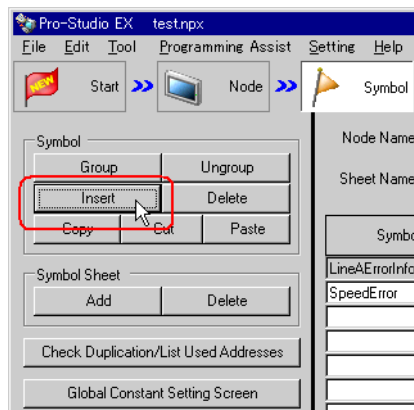 Pro-Studio EX test.npx
File Edit Tool Programming Assist Setting Help
NEW Start Node Symbol
Symbol
Group Ungroup
Insert Delete
Copy Cut Paste
Symbol Sheet
Add Delete
Check Duplication/List Used Addresses
Global Constant Setting Screen
Node Name
Sheet Name
Symbo
LineAErrorInfo
SpeedError